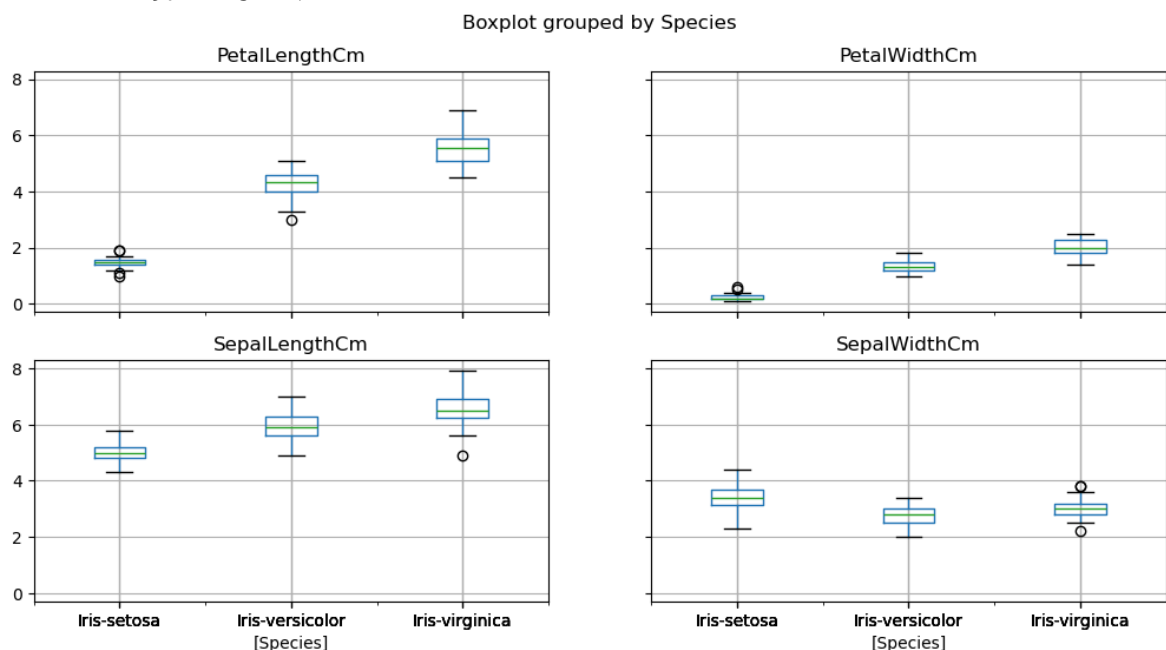 Boxplot grouped by Species
PetalLengthCm
PetalWidthCm
8
6
4
2
0
SepalLengthCm
SepalWidthCm
8
6
4
2
0
Iris-setosa Iris-versicolor Iris-virginica
[Species]
Iris-setosa Iris-versicolor Iris-virginica
[Species]